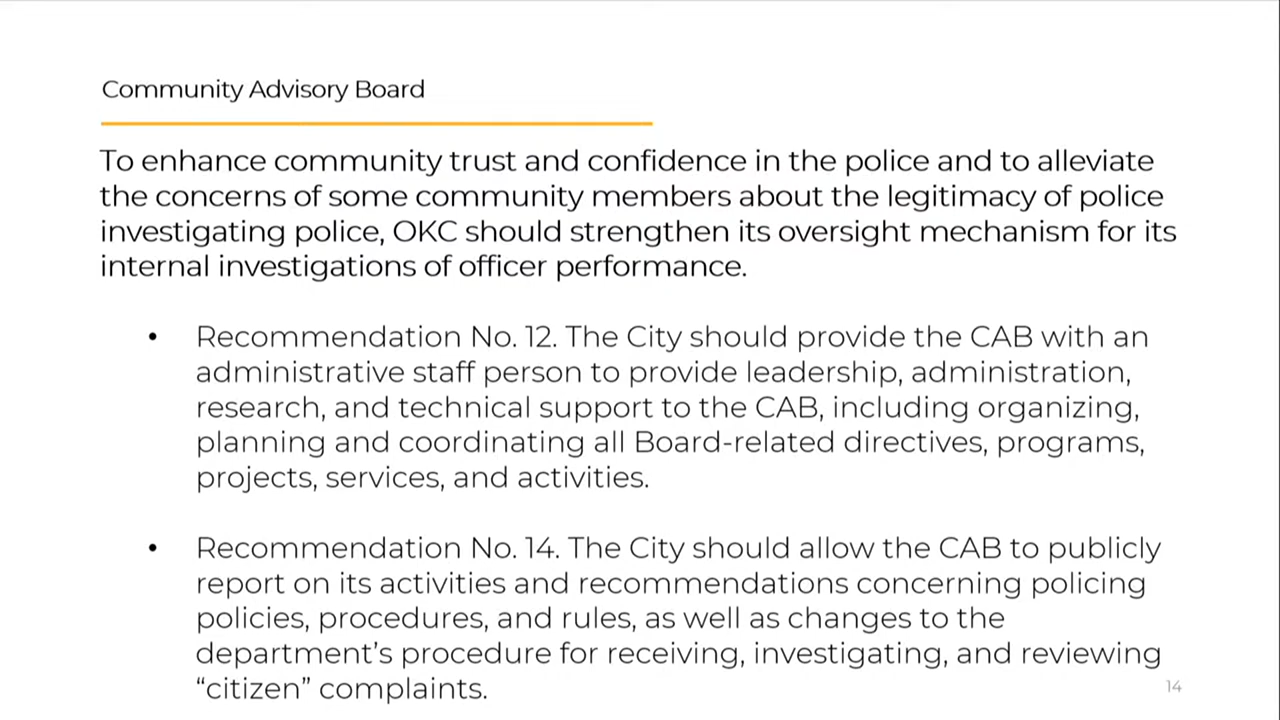 Community Advisory Board
To enhance community trust and confidence in the police and to alleviate
the concerns of some community members about the legitimacy of police
investigating police, OKC should strengthen its oversight mechanism for its
internal investigations of officer performance.
• Recommendation No. 12. The City should provide the CAB with an
administrative staff person to provide leadership, administration,
research, and technical support to the CAB, including organizing,
planning and coordinating all Board-related directives, programs,
projects, services, and activities.
• Recommendation No. 14. The City should allow the CAB to publicly
report on its activities and recommendations concerning policing
policies, procedures, and rules, as well as changes to the
department’s procedure for receiving, investigating, and reviewing
“citizen” complaints.
14